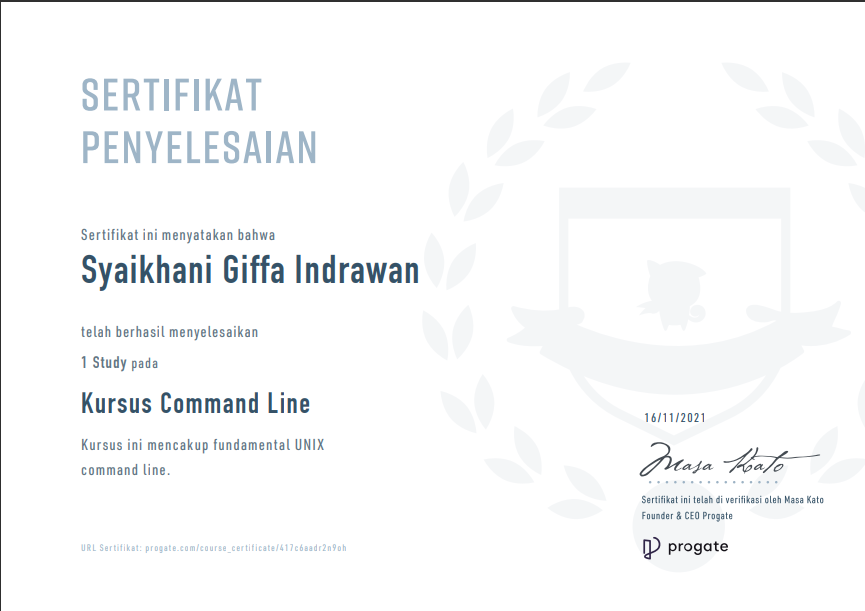 SERTIFIKAT
PENYELESAIAN
Sertifikat ini menyatakan bahwa
Syaikhani Giffa Indrawan
telah berhasil menyelesaikan
1 Study pada
Kursus Command Line
Kursus ini mencakup fundamental UNIX
command line.
16/11/2021
Masa Kato
Sertifikat ini telah di verifikasi oleh Masa Kato
Founder & CEO Progate
progate
URL Sertifikat: progate.com/course_certificate/417c6aadr2n9oh